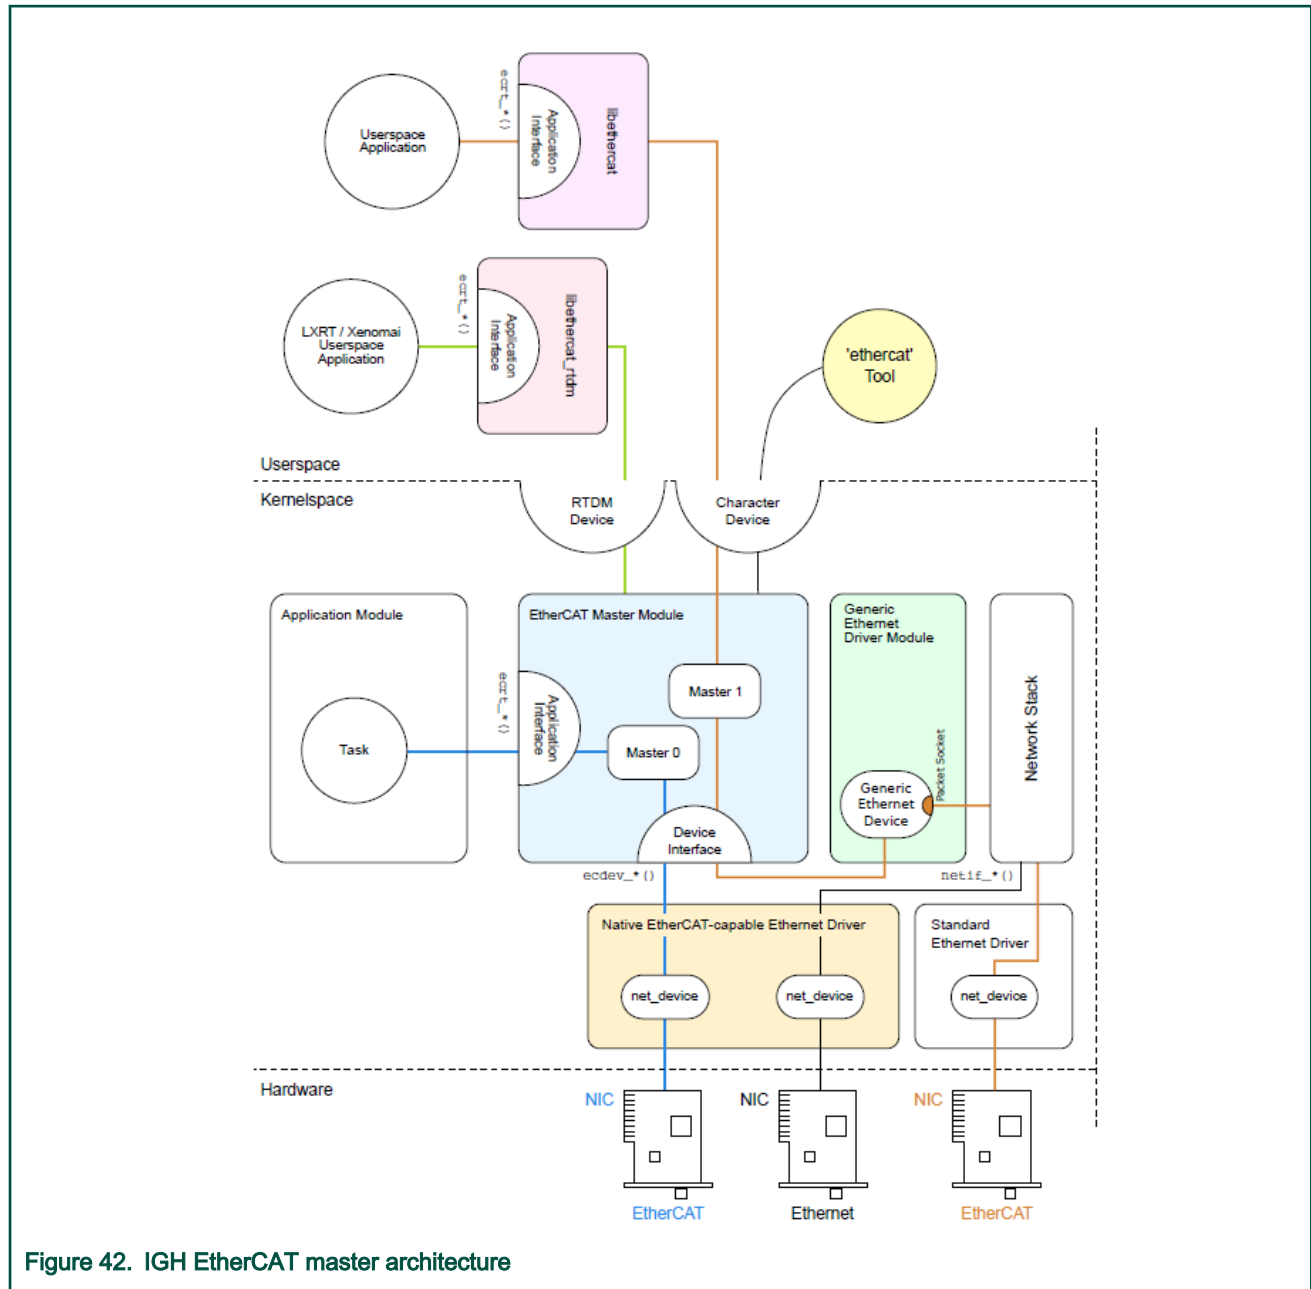 Userspace
Application
ecrt_*()
Application
Interface
libethercat
LXRT / Xenomai
Userspace
Application
ecrt_*()
Application
Interface
libethercat_rtdm
'ethercat'
Tool
Userspace
Kernelspace
RTDM
Device
Character
Device
Application Module
Task
EtherCAT Master Module
ecrt_*()
Application
Interface
Master 1
Master 0
Device
Interface
Generic
Ethernet
Driver Module
Generic
Ethernet
Device
Packet Socket
Network Stack
ecdev_*()
netif_*()
Native EtherCAT-capable Ethernet Driver
net_device
net_device
Standard
Ethernet Driver
net_device
Hardware
NIC
NIC
NIC
EtherCAT
Ethernet
EtherCAT
Figure 42. IGH EtherCAT master architecture